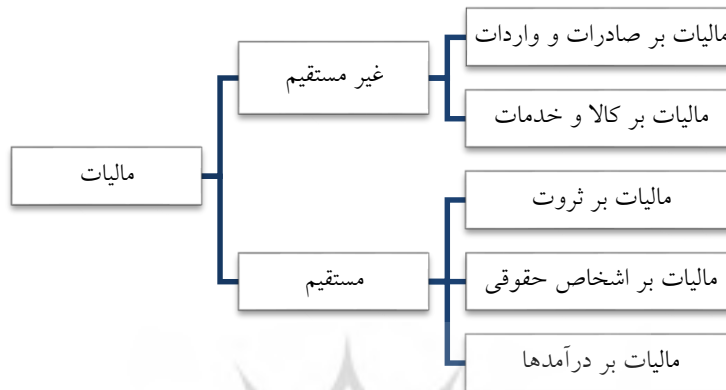 مالیات
غیر مستقیم
مالیات بر صادرات و واردات
مالیات بر کالا و خدمات
مستقیم
مالیات بر ثروت
مالیات بر اشخاص حقوقی
مالیات بر درآمدها